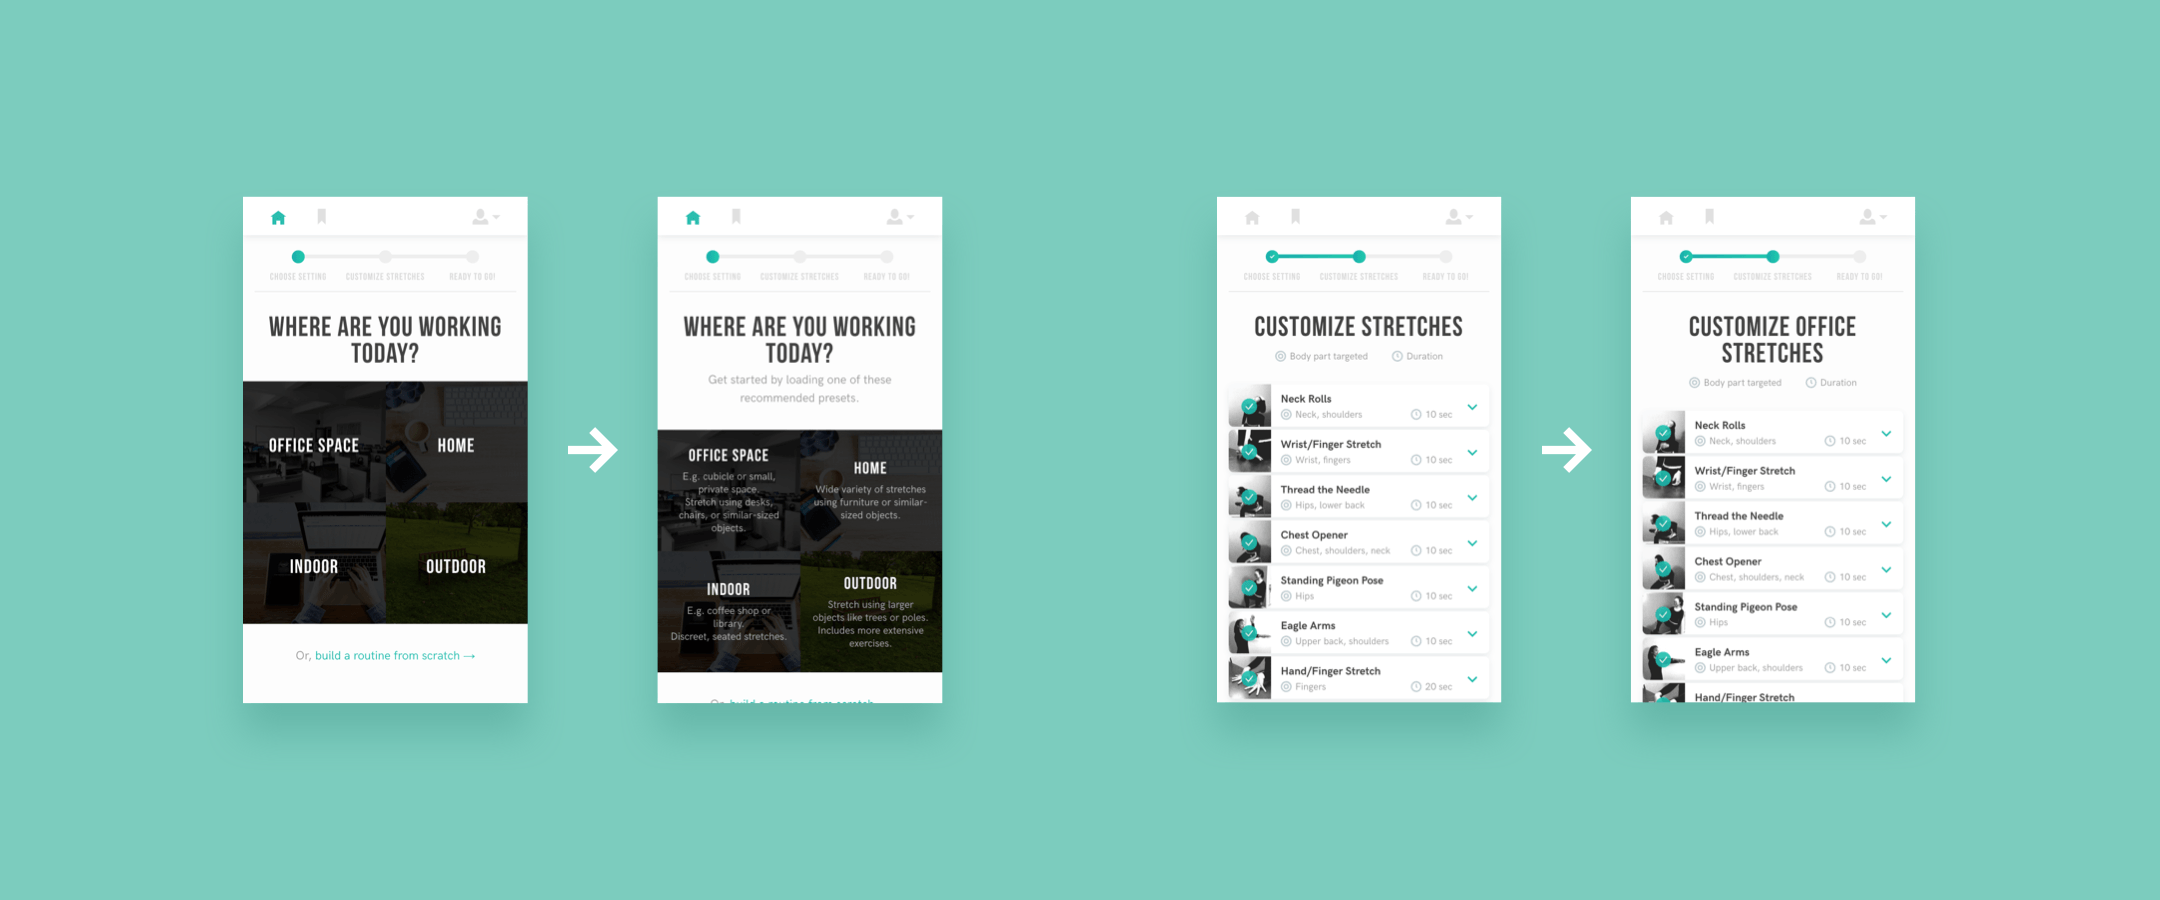 CHOOSE SETTING
CUSTOMIZE STRETCHES
READY TO GO!
WHERE ARE YOU WORKING
TODAY?
OFFICE SPACE
HOME
INDOOR
OUTDOOR
Or, build a routine from scratch →
CHOOSE SETTING
CUSTOMIZE STRETCHES
READY TO GO!
WHERE ARE YOU WORKING
TODAY?
Get started by loading one of these
recommended presets.
OFFICE SPACE
E.g. cubicle or small,
private space.
Stretch using desks,
chairs, or similar-sized
objects.
HOME
Wide variety of stretches
using furniture or similar-
sized objects.
INDOOR
E.g. coffee shop or
library.
Discreet, seated stretches.
OUTDOOR
Stretch using larger
objects like trees or poles.
Includes more extensive
exercises.
Or, build a routine from scratch
CHOOSE SETTING
CUSTOMIZE STRETCHES
READY TO GO!
CUSTOMIZE STRETCHES
Body part targeted
Duration
Neck Rolls
Neck, shoulders
10 sec
Wrist/Finger Stretch
Wrist, fingers
10 sec
Thread the Needle
Hips, lower back
10 sec
Chest Opener
Chest, shoulders, neck
10 sec
Standing Pigeon Pose
Hips
10 sec
Eagle Arms
Upper back, shoulders
10 sec
Hand/Finger Stretch
Fingers
20 sec
CHOOSE SETTING
CUSTOMIZE STRETCHES
READY TO GO!
CUSTOMIZE OFFICE
STRETCHES
Body part targeted
Duration
Neck Rolls
Neck, shoulders
10 sec
Wrist/Finger Stretch
Wrist, fingers
10 sec
Thread the Needle
Hips, lower back
10 sec
Chest Opener
Chest, shoulders, neck
10 sec
Standing Pigeon Pose
Hips
10 sec
Eagle Arms
Upper back, shoulders
10 sec
Hand/Finger Stretch